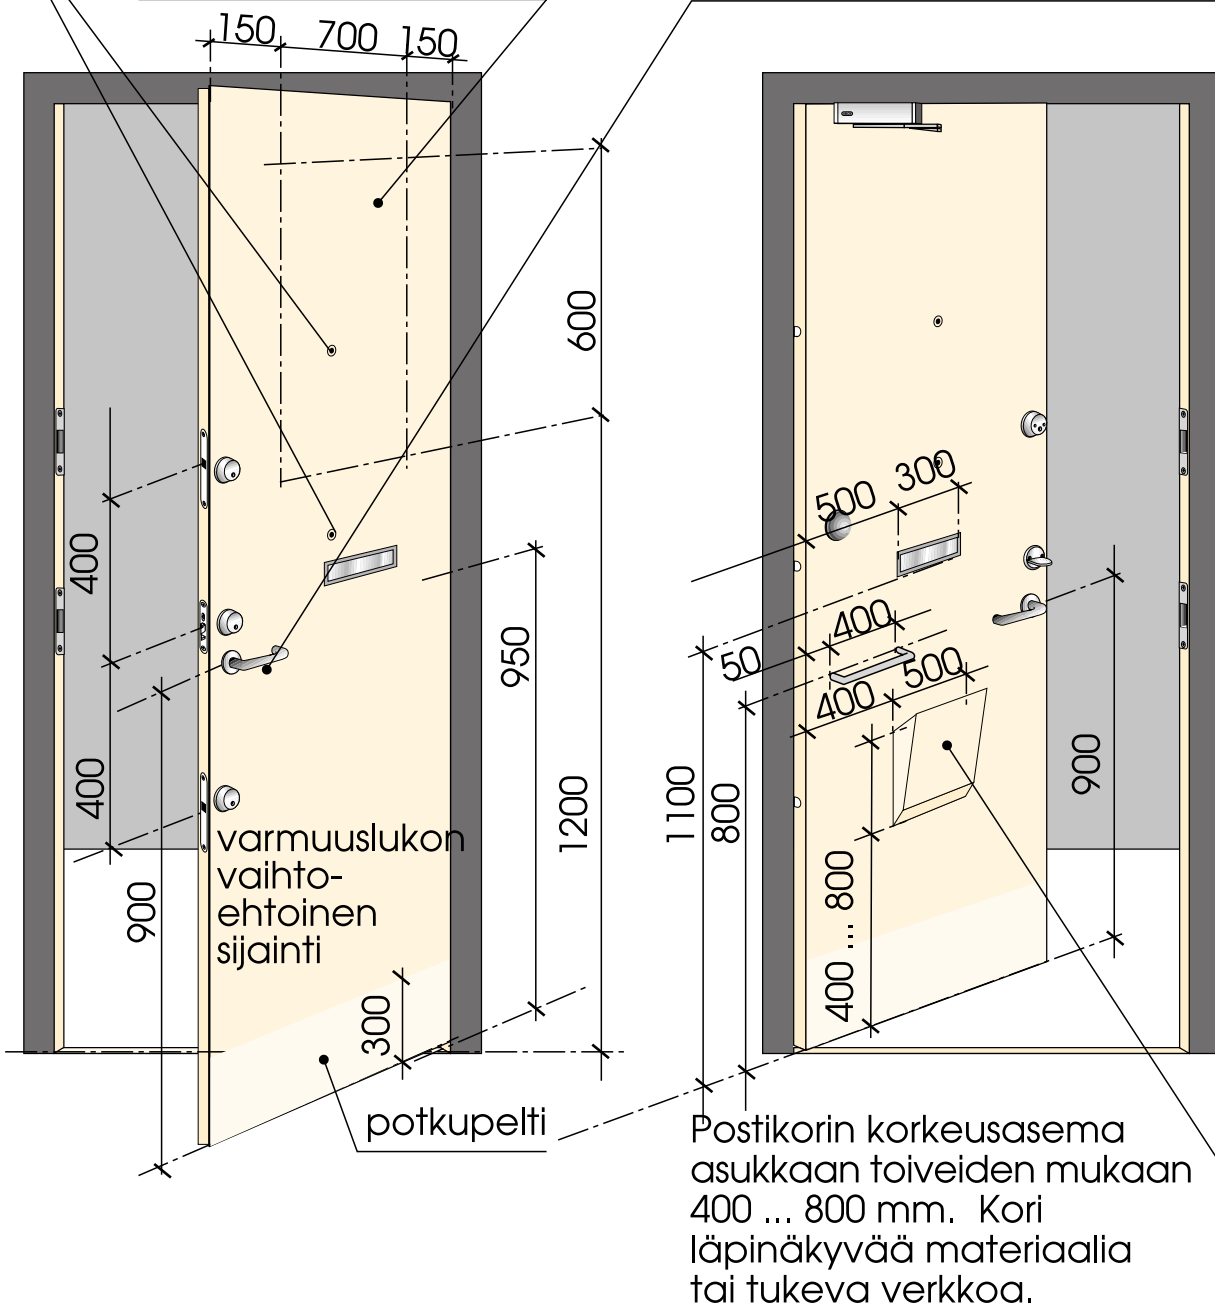 150
700
150
600
400
400
900
950
1200
300
varmuuslukon
vaihto-
ehtoinen
sijainti
potkupelti
500
300
400
50
500
400
1100
800
900
400 ... 800
Postikorin korkeusasema
asukkaan toiveiden mukaan
400 ... 800 mm. Kori
läpinäkyvää materiaalia
tai tukeva verkkoa.